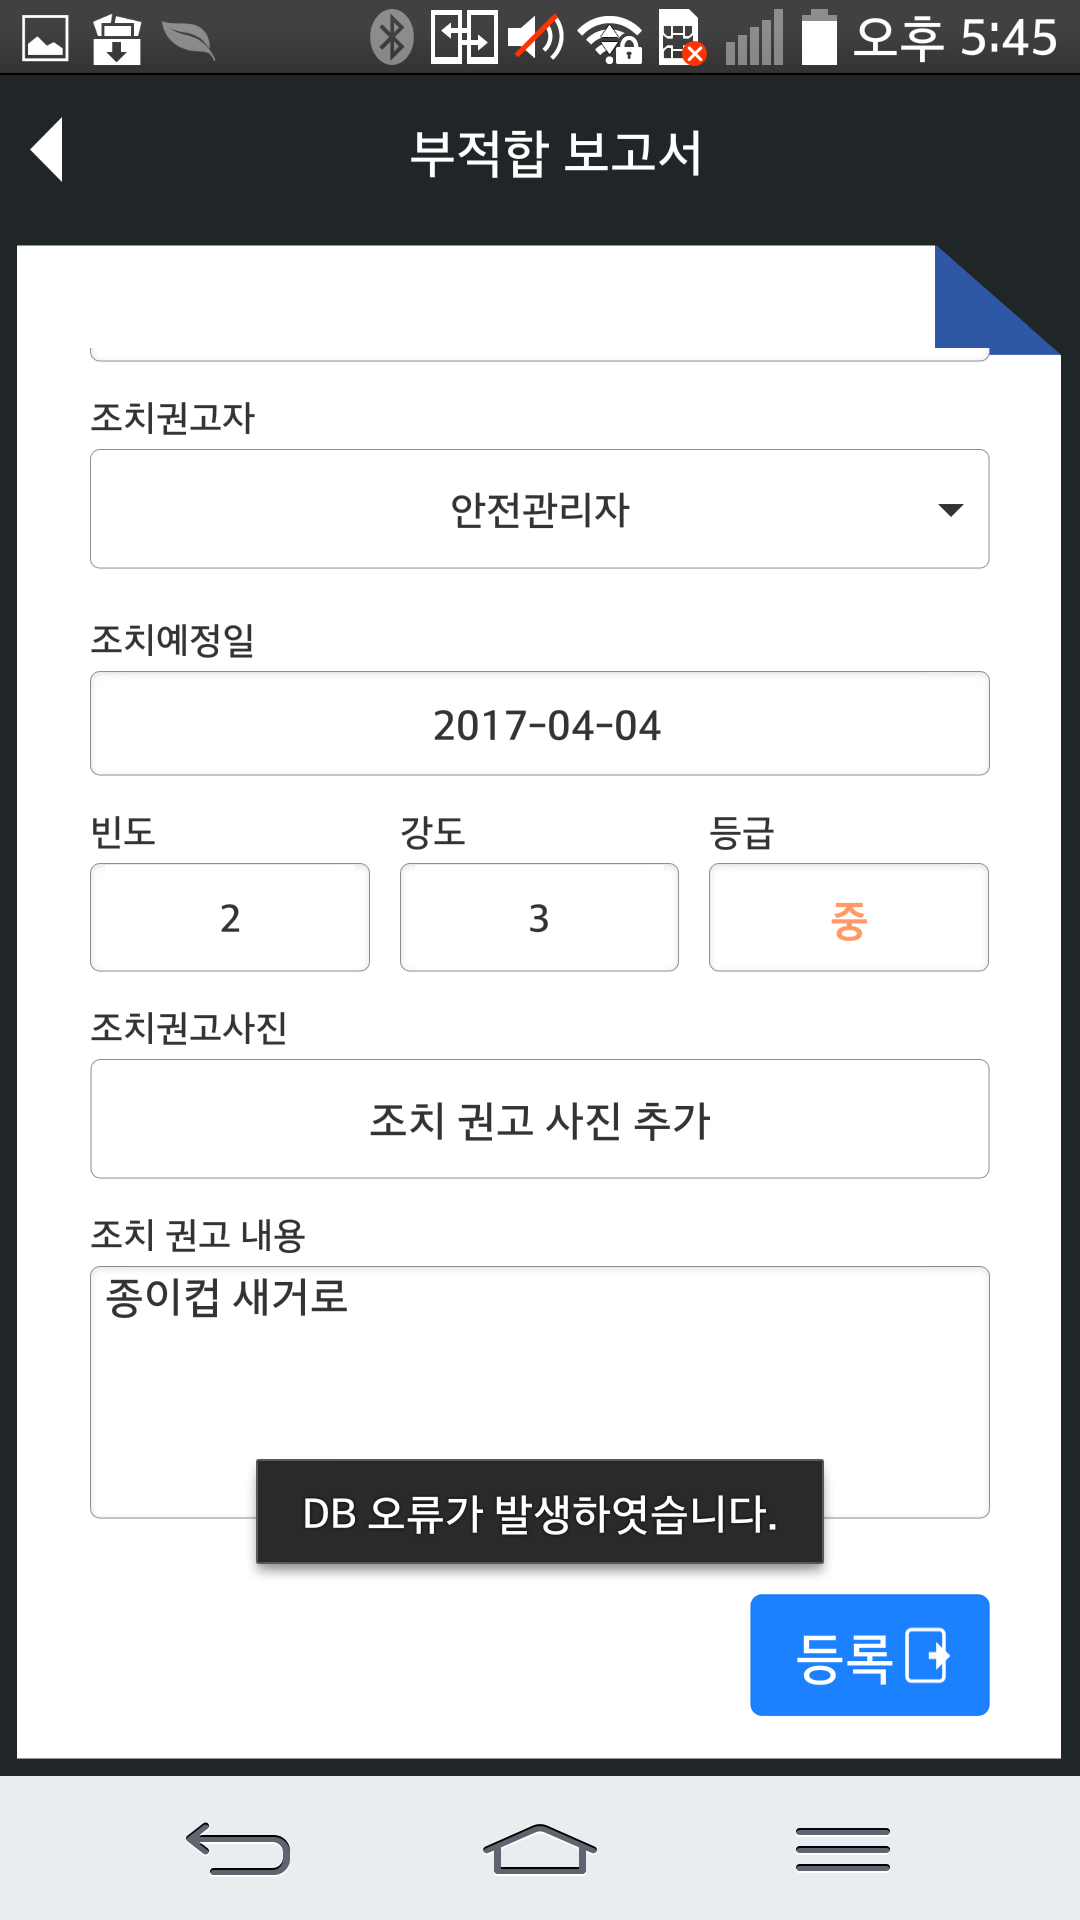 오후 5:45
부적합 보고서
조치권고자
안전관리자
조치예정일
2017-04-04
빈도 강도 등급
2 3 중
조치권고사진
조치 권고 사진 추가
조치 권고 내용
종이컵 새거로
DB 오류가 발생하엿습니다.
등록